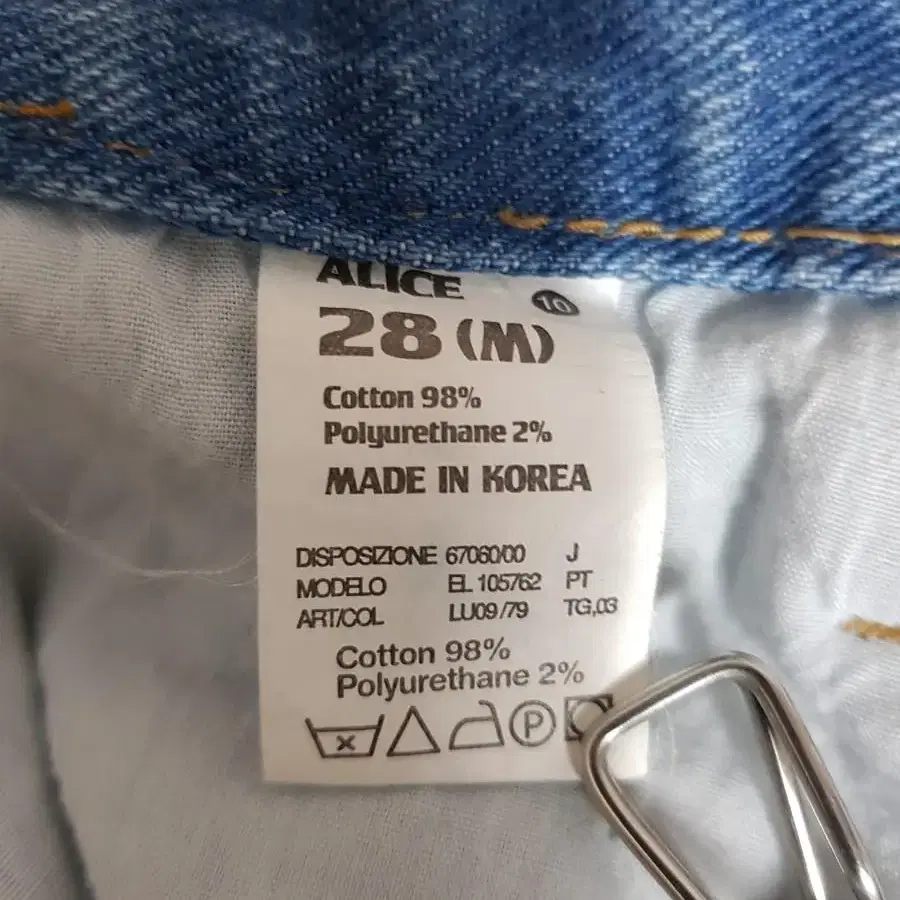 ALICE
10
28 (M)
Cotton 98%
Polyurethane 2%
MADE IN KOREA
DISPOSIZIONE 67060/00 J
MODELO EL 105762 PT
ART/COL LU09/79 TG,03
Cotton 98%
Polyurethane 2%
P